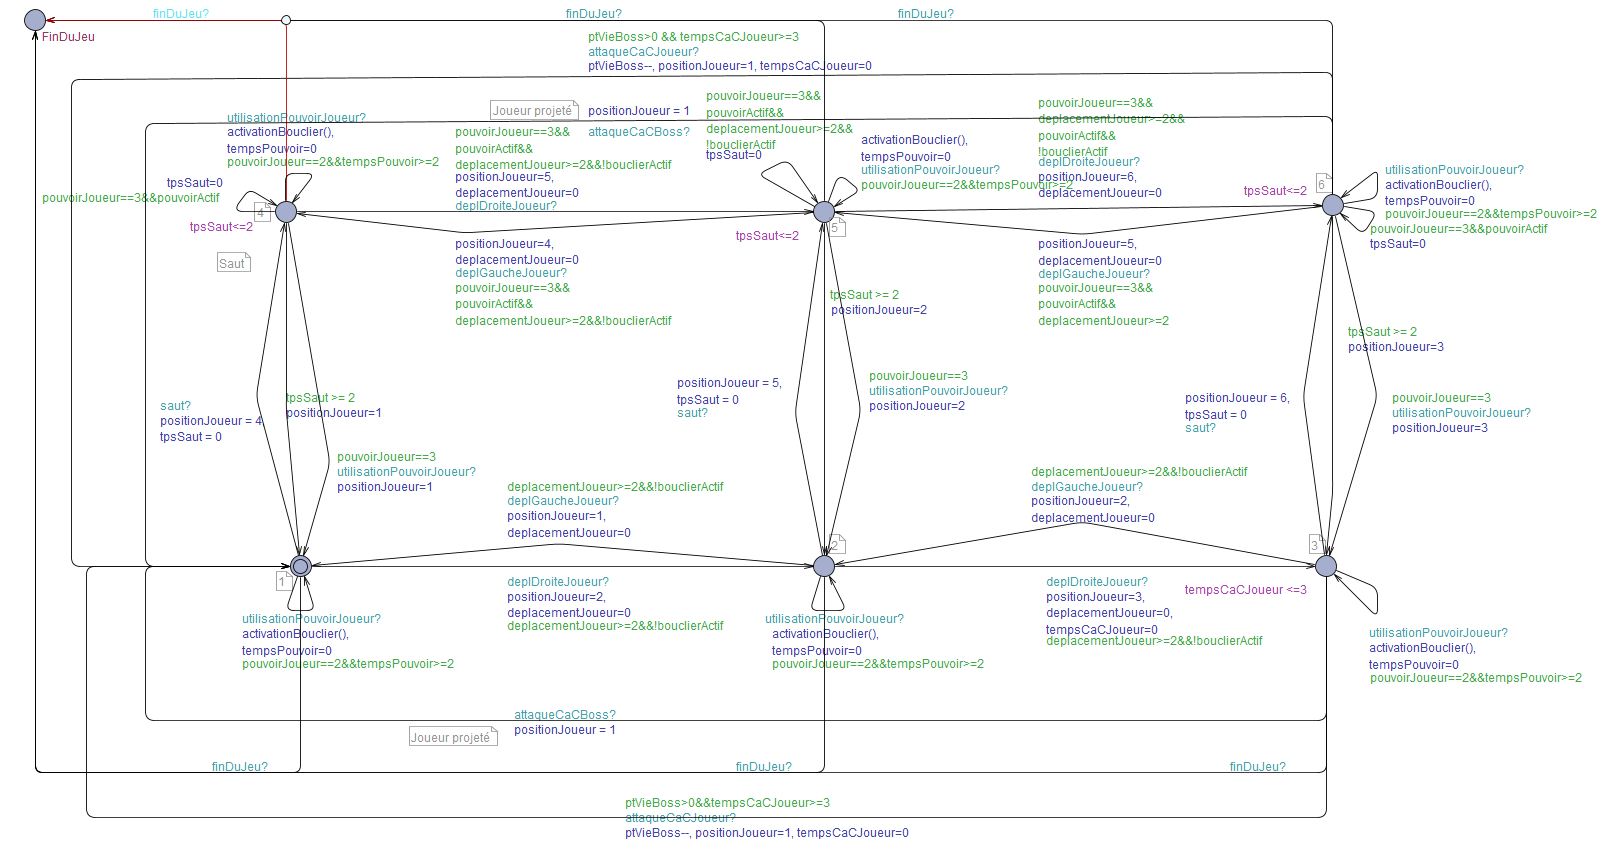 finDuJeu?
finDuJeu?
finDuJeu?
FinDuJeu
ptVieBoss>0 && tempsCaCJoueur>=3
attaqueCaCJoueur?
ptVieBoss--, positionJoueur=1, tempsCaCJoueur=0
Joueur projeté
positionJoueur = 1
attaqueCaCBoss?
utilisationPouvoirJoueur?
activationBouclier(),
tempsPouvoir=0
pouvoirJoueur==2&&tempsPouvoir>=2
tpsSaut=0
pouvoirJoueur==3&&pouvoirActif
4
tpsSaut<=2
Saut
pouvoirJoueur==3&&
pouvoirActif&&
deplacementJoueur>=2&&!bouclierActif
positionJoueur=5,
deplacementJoueur=0
deplDroiteJoueur?
positionJoueur=4,
deplacementJoueur=0
deplGaucheJoueur?
pouvoirJoueur==3&&
pouvoirActif&&
deplacementJoueur>=2&&!bouclierActif
pouvoirJoueur==3&&
pouvoirActif&&
deplacementJoueur>=2&&
!bouclierActif
tpsSaut=0
activationBouclier(),
tempsPouvoir=0
utilisationPouvoirJoueur?
pouvoirJoueur==2&&tempsPouvoir>=2
5
tpsSaut<=2
pouvoirJoueur==3&&
deplacementJoueur>=2&&
pouvoirActif&&
!bouclierActif
deplDroiteJoueur?
positionJoueur=6,
deplacementJoueur=0
positionJoueur=5,
deplacementJoueur=0
deplGaucheJoueur?
pouvoirJoueur==3&&
pouvoirActif&&
deplacementJoueur>=2
6
tpsSaut<=2
utilisationPouvoirJoueur?
activationBouclier(),
tempsPouvoir=0
pouvoirJoueur==2&&tempsPouvoir>=2
pouvoirJoueur==3&&pouvoirActif
tpsSaut=0
saut?
positionJoueur = 4
tpsSaut = 0
tpsSaut >= 2
positionJoueur=1
pouvoirJoueur==3
utilisationPouvoirJoueur?
positionJoueur=1
tpsSaut >= 2
positionJoueur=2
positionJoueur = 5,
tpsSaut = 0
saut?
pouvoirJoueur==3
utilisationPouvoirJoueur?
positionJoueur=2
tpsSaut >= 2
positionJoueur=3
positionJoueur = 6,
tpsSaut = 0
saut?
pouvoirJoueur==3
utilisationPouvoirJoueur?
positionJoueur=3
deplacementJoueur>=2&&!bouclierActif
deplGaucheJoueur?
positionJoueur=1,
deplacementJoueur=0
deplacementJoueur>=2&&!bouclierActif
deplGaucheJoueur?
positionJoueur=2,
deplacementJoueur=0
1
2
3
utilisationPouvoirJoueur?
activationBouclier(),
tempsPouvoir=0
pouvoirJoueur==2&&tempsPouvoir>=2
deplDroiteJoueur?
positionJoueur=2,
deplacementJoueur=0
deplacementJoueur>=2&&!bouclierActif
utilisationPouvoirJoueur?
activationBouclier(),
tempsPouvoir=0
pouvoirJoueur==2&&tempsPouvoir>=2
deplDroiteJoueur?
positionJoueur=3,
deplacementJoueur=0,
tempsCaCJoueur=0
deplacementJoueur>=2&&!bouclierActif
tempsCaCJoueur <=3
utilisationPouvoirJoueur?
activationBouclier(),
tempsPouvoir=0
pouvoirJoueur==2&&tempsPouvoir>=2
attaqueCaCBoss?
positionJoueur = 1
Joueur projeté
finDuJeu?
finDuJeu?
finDuJeu?
ptVieBoss>0&&tempsCaCJoueur>=3
attaqueCaCJoueur?
ptVieBoss--, positionJoueur=1, tempsCaCJoueur=0